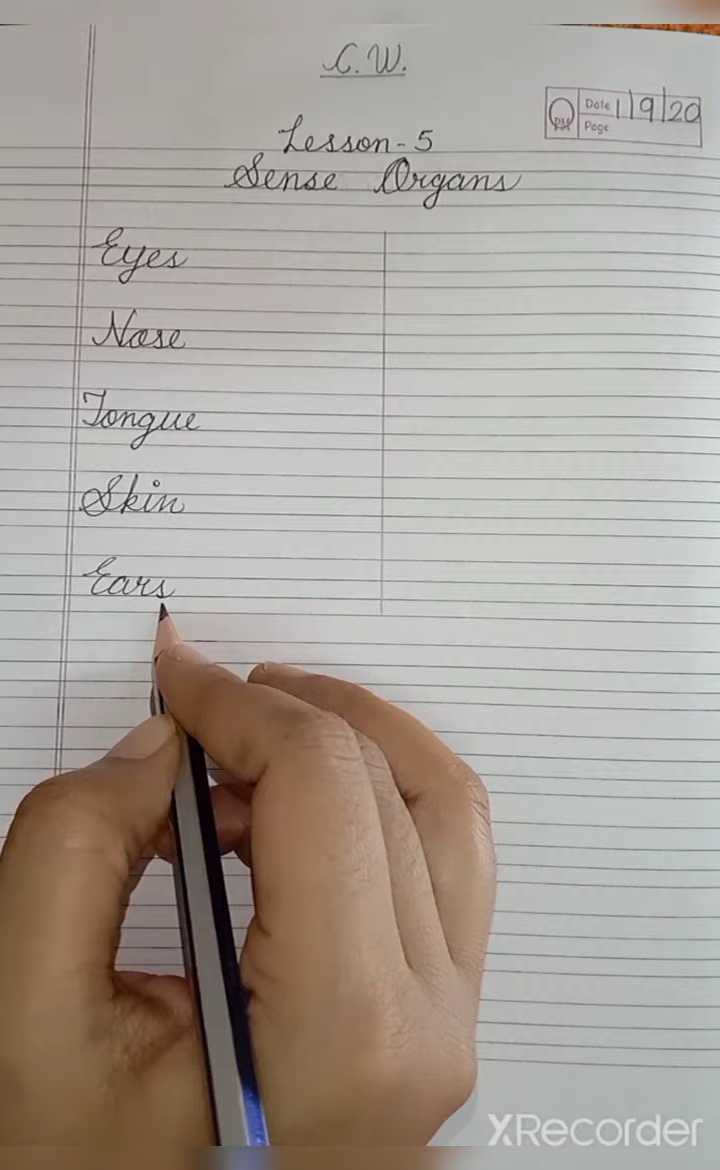 C.W.
Date 1/9/20
Page
Lesson-5
Sense Organs
Eyes
Nose
Tongue
Skin
Ears
XRecorder